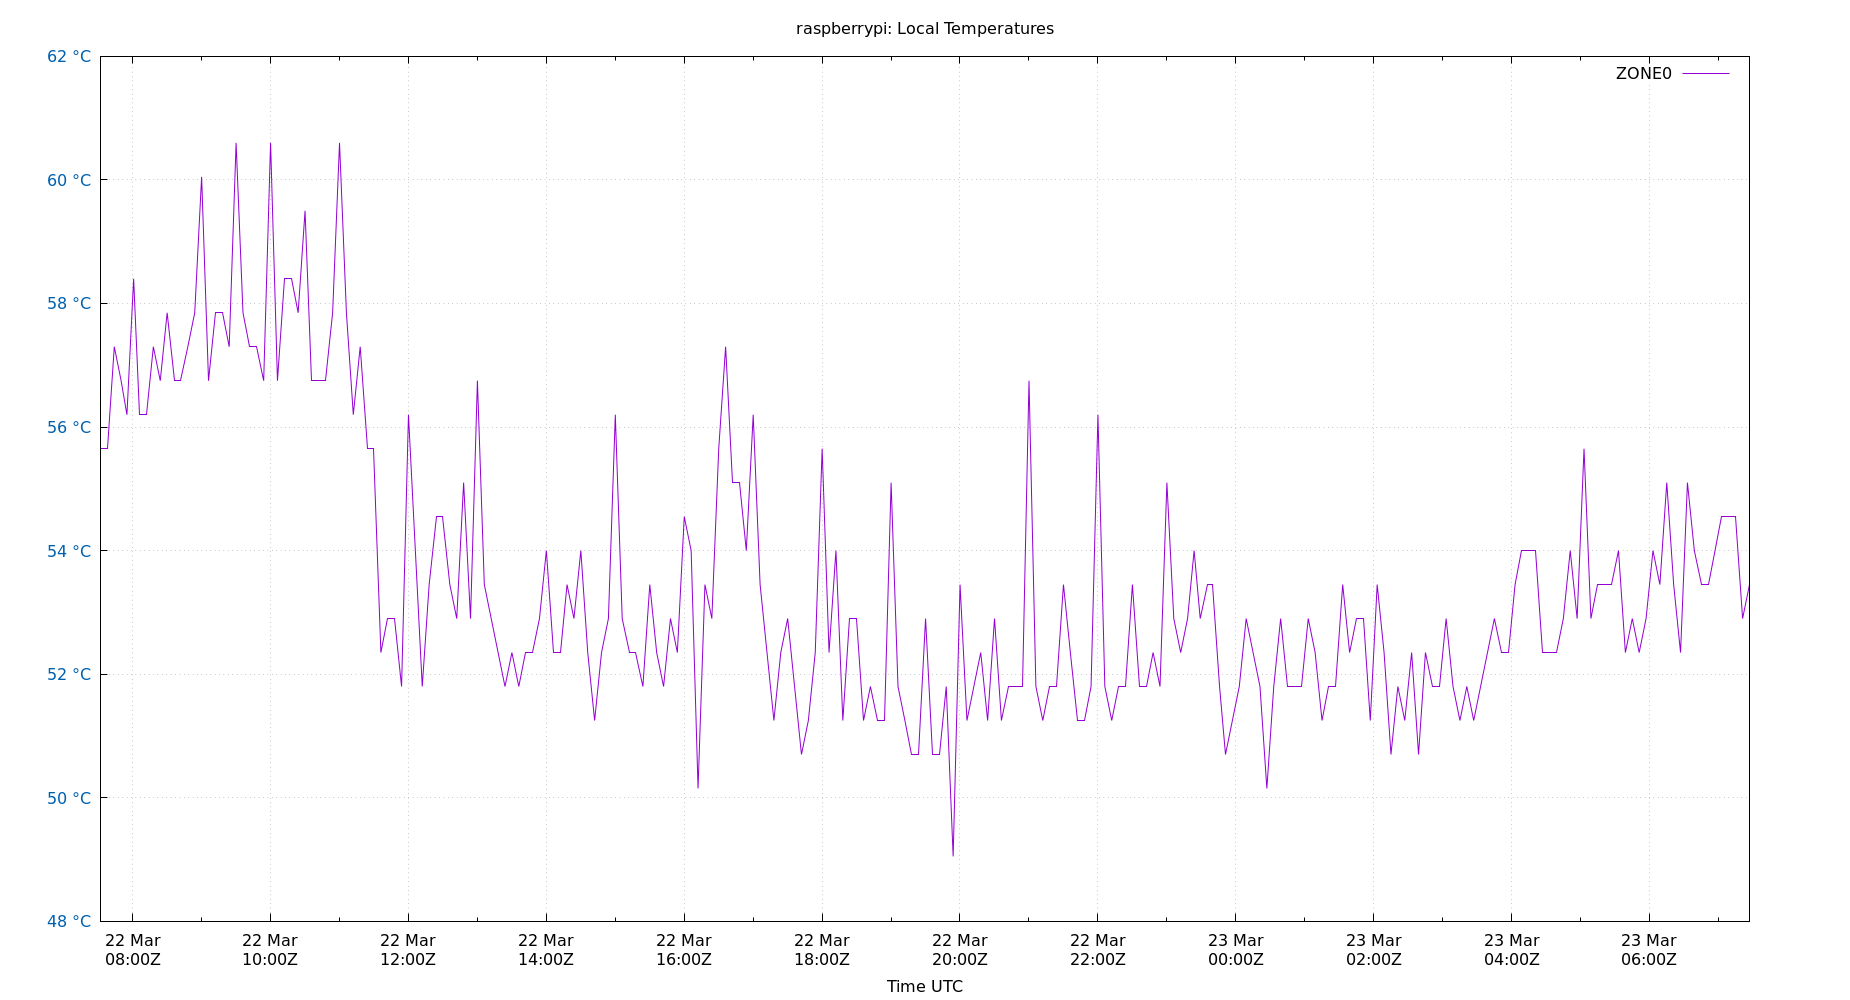 raspberrypi: Local Temperatures
62 °C
ZONE0
60 °C
58 °C
56 °C
54 °C
52 °C
50 °C
48 °C
22 Mar 22 Mar 22 Mar 22 Mar 22 Mar 22 Mar 22 Mar 22 Mar 23 Mar 23 Mar 23 Mar 23 Mar
08:00Z 10:00Z 12:00Z 14:00Z 16:00Z 18:00Z 20:00Z 22:00Z 00:00Z 02:00Z 04:00Z 06:00Z
Time UTC